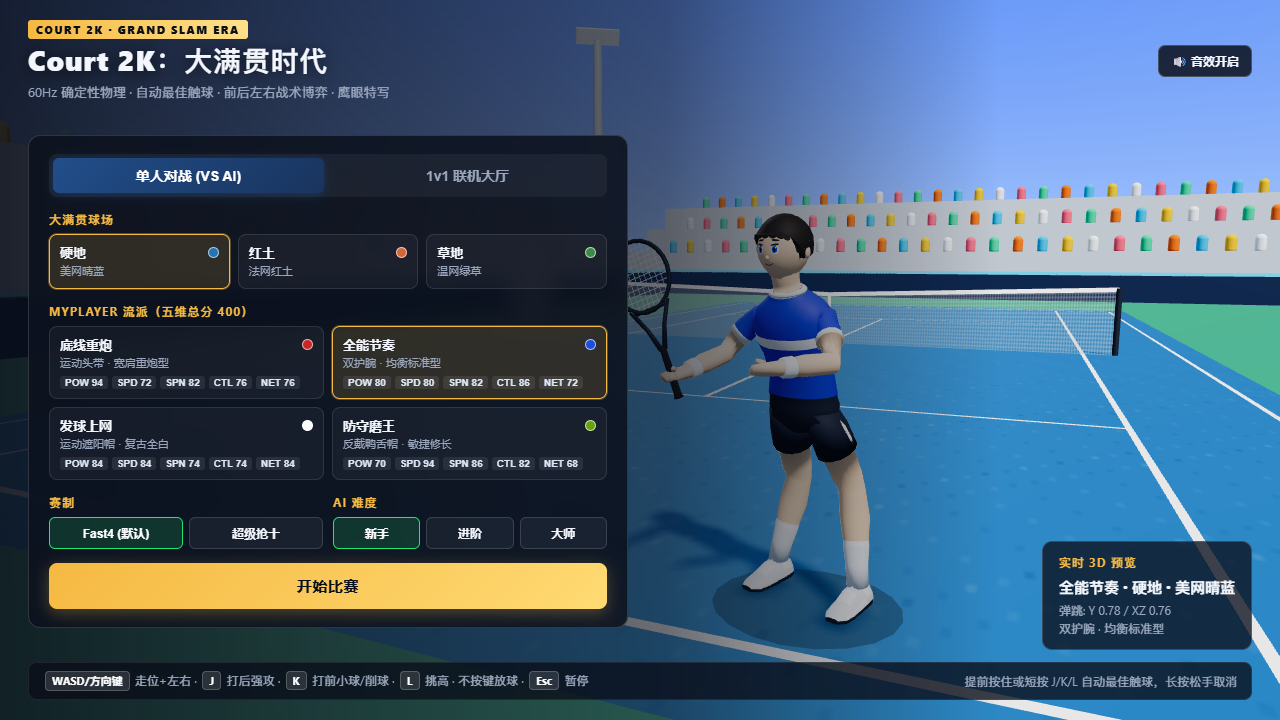 COURT 2K · GRAND SLAM ERA
Court 2K：大满贯时代
60Hz 确定性物理 · 自动最佳触球 · 前后左右战术博弈 · 鹰眼特写
音效开启
单人对战 (VS AI)
1v1 联机大厅
大满贯球场
硬地
美网晴蓝
红土
法网红土
草地
温网绿草
MYPLAYER 流派（五维总分 400）
底线重炮
运动头带 · 宽肩重炮型
POW 94 SPD 72 SPN 82 CTL 76 NET 76
全能节奏
双护腕 · 均衡标准型
POW 80 SPD 80 SPN 82 CTL 86 NET 72
发球上网
运动遮阳帽 · 复古全白
POW 84 SPD 84 SPN 74 CTL 74 NET 84
防守磨王
反戴鸭舌帽 · 敏捷修长
POW 70 SPD 94 SPN 86 CTL 82 NET 68
赛制
Fast4 (默认)
超级抢十
AI 难度
新手
进阶
大师
开始比赛
实时 3D 预览
全能节奏 · 硬地 · 美网晴蓝
弹跳: Y 0.78 / XZ 0.76
双护腕 · 均衡标准型
WASD/方向键 走位+左右 · J 打后强攻 · K 打前小球/削球 · L 挑高 · 不按键放球 · Esc 暂停
提前按住或短按 J/K/L 自动最佳触球，长按松手取消